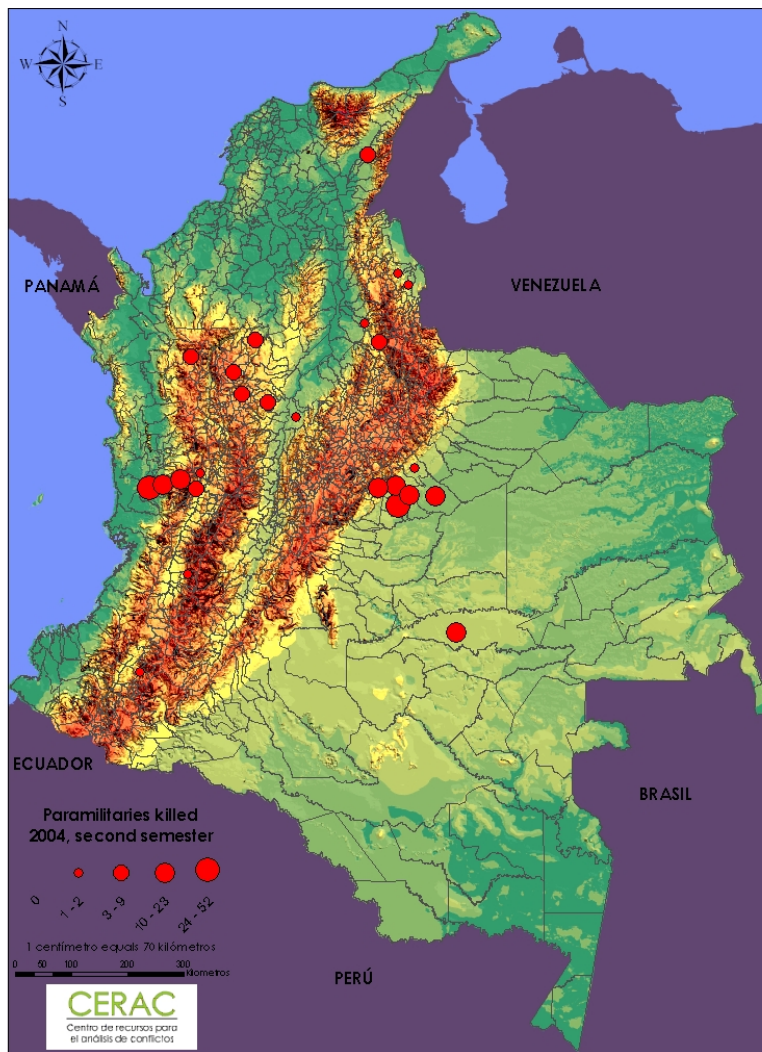 N
W E
S
PANAMÁ
VENEZUELA
ECUADOR
BRASIL
Paramilitaries killed
2004, second semester
0
1 - 2
3 - 9
10 - 23
24 - 52
1 centímetro equals 70 kilómetros
0 50 100 200 300
Kilometros
PERÚ
CERAC
Centro de recursos para
el análisis de conflictos